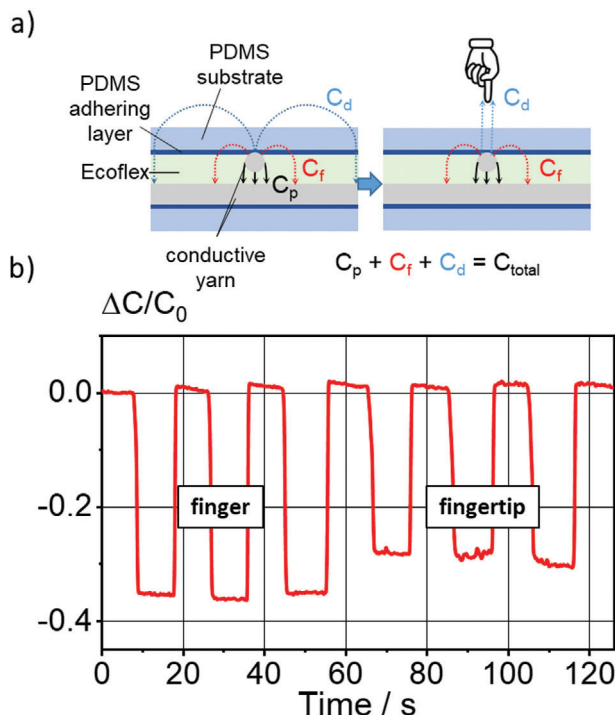 a)
PDMS
substrate
PDMS
adhering
layer
Ecoflex
conductive
yarn
C_d
C_f
C_p
C_d
C_f
C_p + C_f + C_d = C_total
b)
ΔC/C_0
0.0
-0.2
-0.4
finger
fingertip
0 20 40 60 80 100 120
Time / s